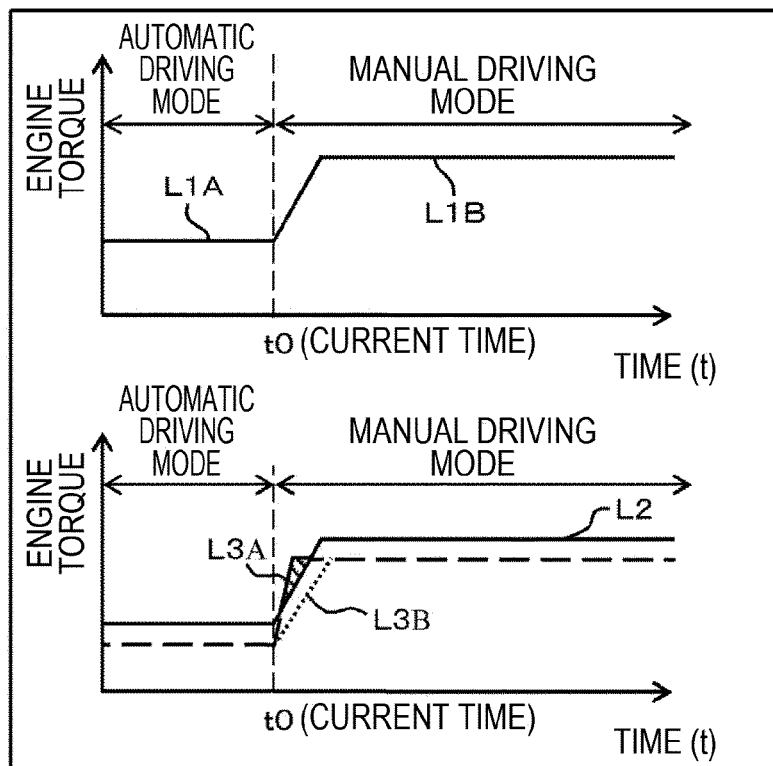 AUTOMATIC
DRIVING
MODE
MANUAL DRIVING
MODE
ENGINE
TORQUE
L1A
L1B
t0 (CURRENT TIME)
TIME (t)
AUTOMATIC
DRIVING
MODE
MANUAL DRIVING
MODE
ENGINE
TORQUE
L2
L3A
L3B
t0 (CURRENT TIME)
TIME (t)